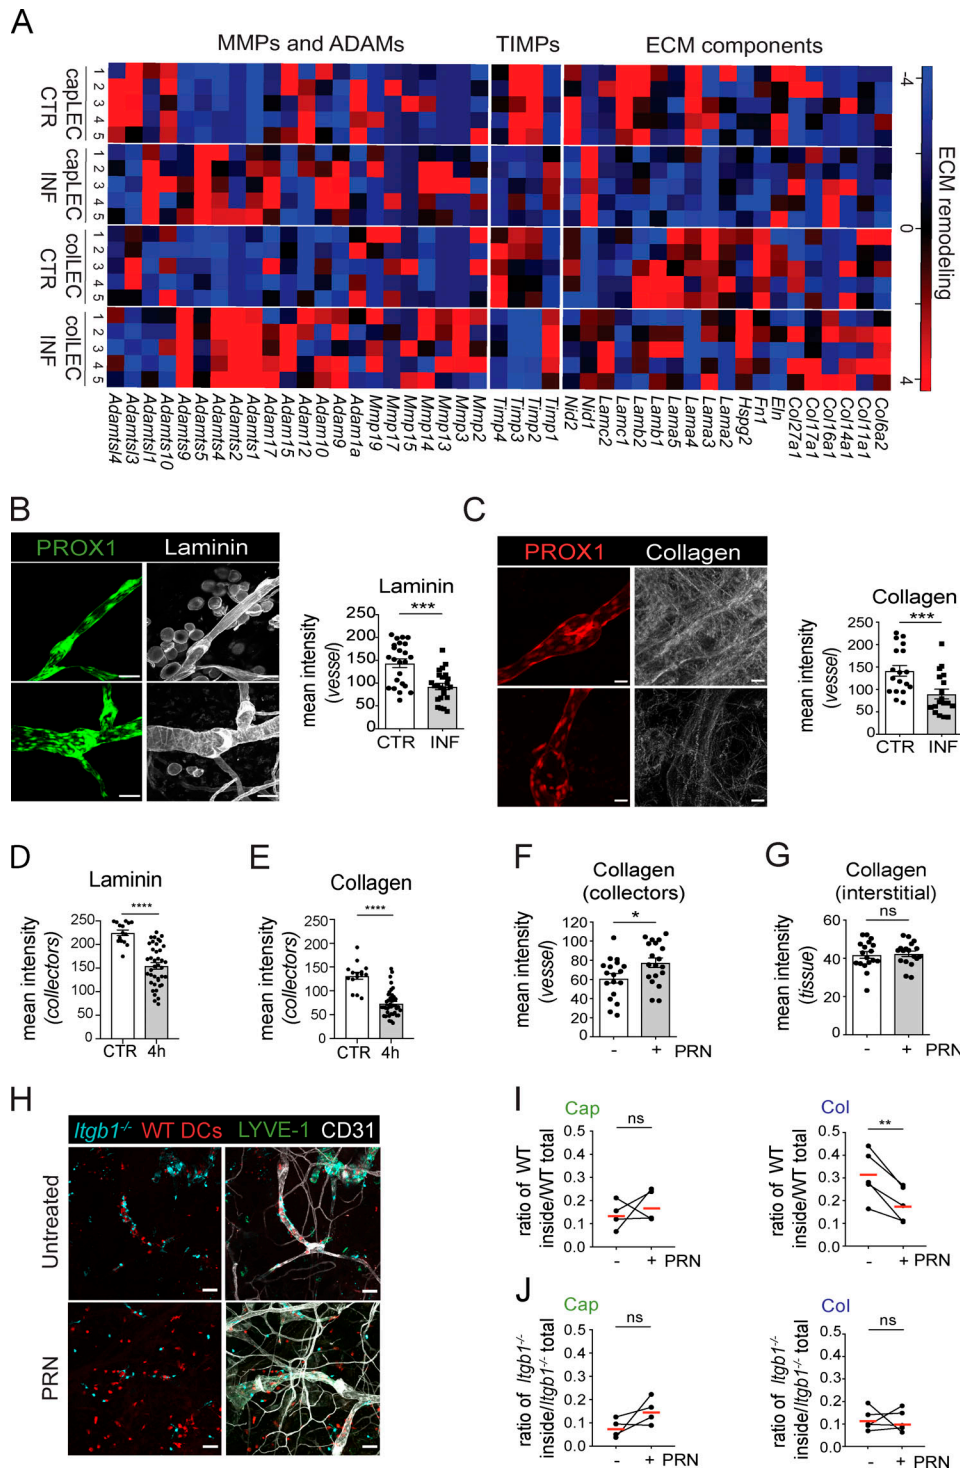 A
MMPs and ADAMs TIMPs ECM components
capLEC CTR 1 2 3 4 5
capLEC INF 1 2 3 4 5
colLEC CTR 1 2 3 4 5
colLEC INF 1 2 3 4 5
-4 0 4
ECM remodeling
Adamtsl4 Adamtsl3 Adamtsl1 Adamts10 Adamts9 Adamts5 Adamts4 Adamts2 Adamts1 Adam17 Adam15 Adam12 Adam10 Adam9 Adam1a Mmp19 Mmp17 Mmp15 Mmp14 Mmp13 Mmp3 Mmp2 Timp4 Timp3 Timp2 Timp1 Nid2 Nid1 Lamc2 Lamc1 Lamb2 Lamb1 Lama5 Lama4 Lama3 Lama2 Hspg2 Fn1 Eln Col27a1 Col17a1 Col16a1 Col14a1 Col11a1 Col6a2
B
PROX1 Laminin
Laminin
***
mean intensity
(vessel)
250
200
150
100
50
0
CTR INF
C
PROX1 Collagen
Collagen
***
mean intensity
(vessel)
250
200
150
100
50
0
CTR INF
D
Laminin
****
mean intensity
(collectors)
250
200
150
100
50
0
CTR 4h
E
Collagen
****
mean intensity
(collectors)
250
200
150
100
50
0
CTR 4h
F
Collagen
(collectors)
*
mean intensity
(vessel)
120
100
80
60
40
20
0
- + PRN
G
Collagen
(interstitial)
ns
mean intensity
(tissue)
60
40
20
0
- + PRN
H
Itgb1-/- WT DCs LYVE-1 CD31
Untreated
PRN
I
Cap
ns
ratio of WT
inside/WT total
0.5
0.4
0.3
0.2
0.1
0.0
- + PRN
Col
**
ratio of WT
inside/WT total
0.5
0.4
0.3
0.2
0.1
0.0
- + PRN
J
Cap
ns
ratio of Itgb1-/-
inside/Itgb1-/- total
0.5
0.4
0.3
0.2
0.1
0.0
- + PRN
Col
ns
ratio of Itgb1-/-
inside/Itgb1-/- total
0.5
0.4
0.3
0.2
0.1
0.0
- + PRN